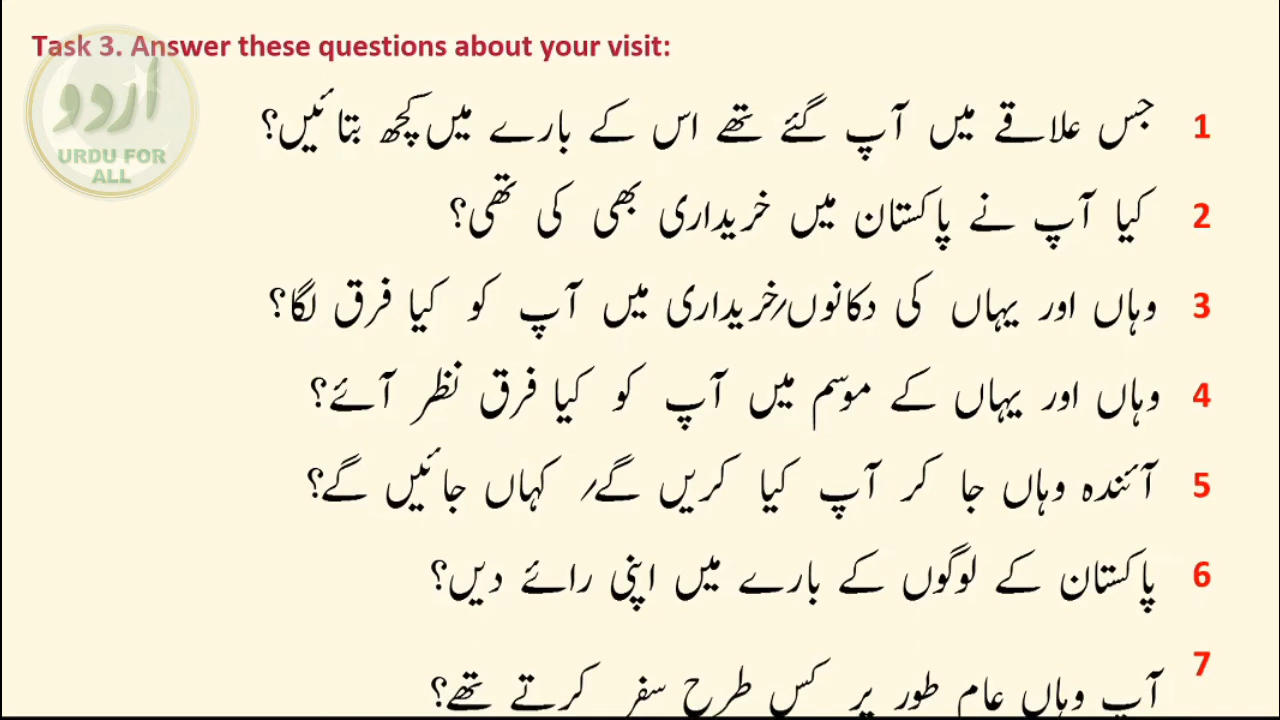 Task 3. Answer these questions about your visit:
اردو
URDU FOR
ALL
1 جس علاقے میں آپ گئے تھے اس کے بارے میں کچھ بتائیں؟
2 کیا آپ نے پاکستان میں خریداری بھی کی تھی؟
3 وہاں اور یہاں کی دکانوں/خریداری میں آپ کو کیا فرق لگا؟
4 وہاں اور یہاں کے موسم میں آپ کو کیا فرق نظر آئے؟
5 آئندہ وہاں جا کر آپ کیا کریں گے/ کہاں جائیں گے؟
6 پاکستان کے لوگوں کے بارے میں اپنی رائے دیں؟
7 آپ وہاں عام طور پر کس طرح سفر کرتے تھے؟